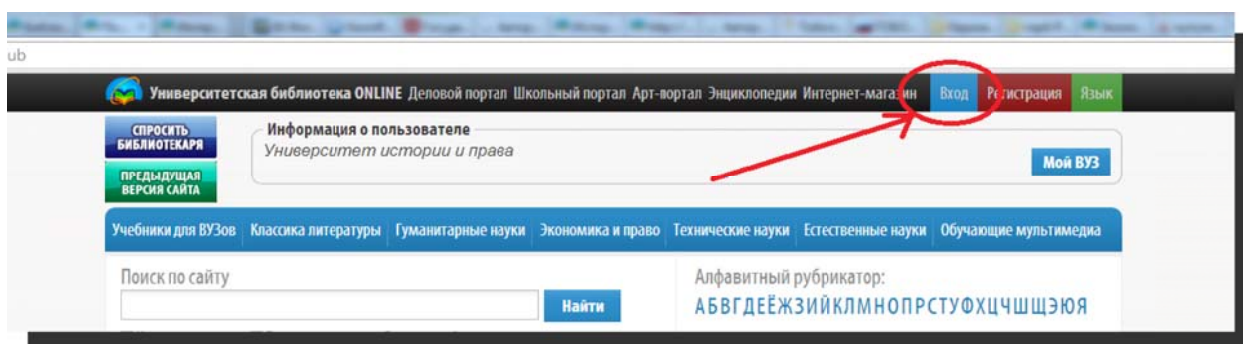 ub
Университетская библиотека ONLINE Деловой портал Школьный портал Арт-портал Энциклопедии Интернет-магазин Вход Регистрация Язык
СПРОСИТЬ
БИБЛИОТЕКАРЯ
Информация о пользователе
Университет истории и права
ПРЕДЫДУЩАЯ
ВЕРСИЯ САЙТА
Мой ВУЗ
Учебники для ВУЗов Классика литературы Гуманитарные науки Экономика и право Технические науки Естественные науки Обучающие мультимедиа
Поиск по сайту
Найти
Алфавитный рубрикатор:
А Б В Г Д Е Ё Ж З И Й К Л М Н О П Р С Т У Ф Х Ц Ч Ш Щ Э Ю Я